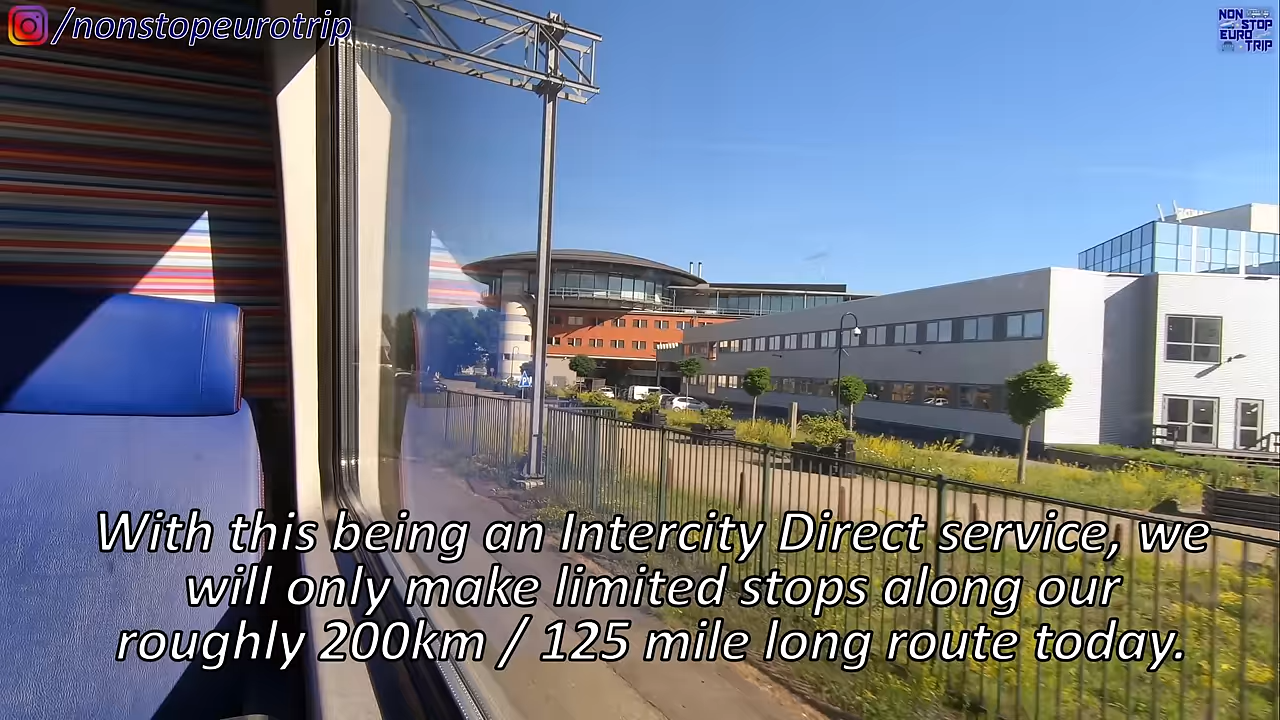 /nonstopeurotrip
NON
STOP
EURO
TRIP
With this being an Intercity Direct service, we
will only make limited stops along our
roughly 200km / 125 mile long route today.